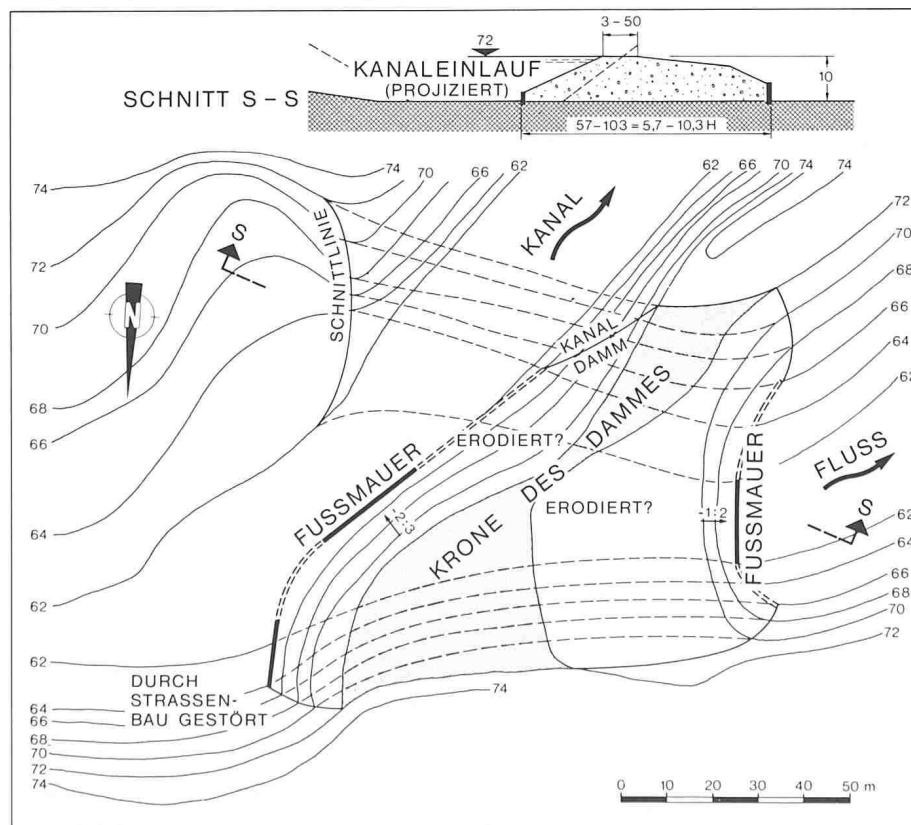 3 – 50
72
KANALEINLAUF
(PROJIZIERT)
10
SCHNITT S – S
57 – 103 = 5,7 – 10,3 H
74
70
66
62
62
66
70
74
74
72
S
KANAL
SCHNITTLINIE
72
70
68
66
64
62
N
70
68
66
KANAL
DAMM
ERODIERT?
FUSSMAUER
KRONE DES DAMMES
ERODIERT?
-2:3
-1:2
FUSSMAUER
FLUSS
S
64
62
62
64
66
68
70
72
62
DURCH
STRASSEN-
BAU GESTÖRT
64
66
68
70
72
74
74
0 10 20 30 40 50 m